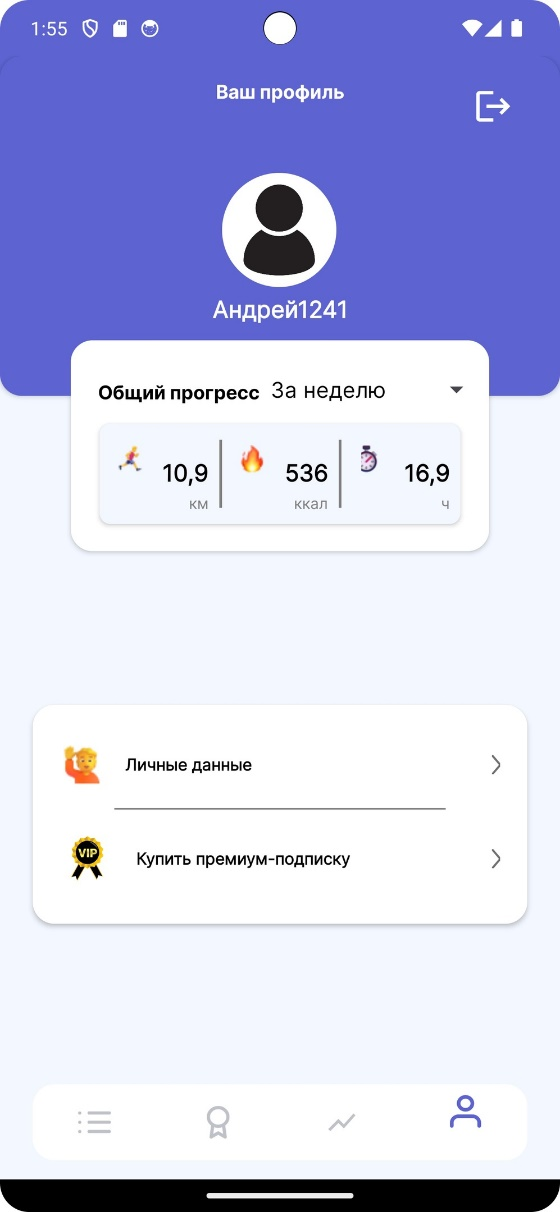 1:55
Ваш профиль
Андрей1241
Общий прогресс За неделю
10,9 536 16,9
км ккал ч
Личные данные
VIP Купить премиум-подписку